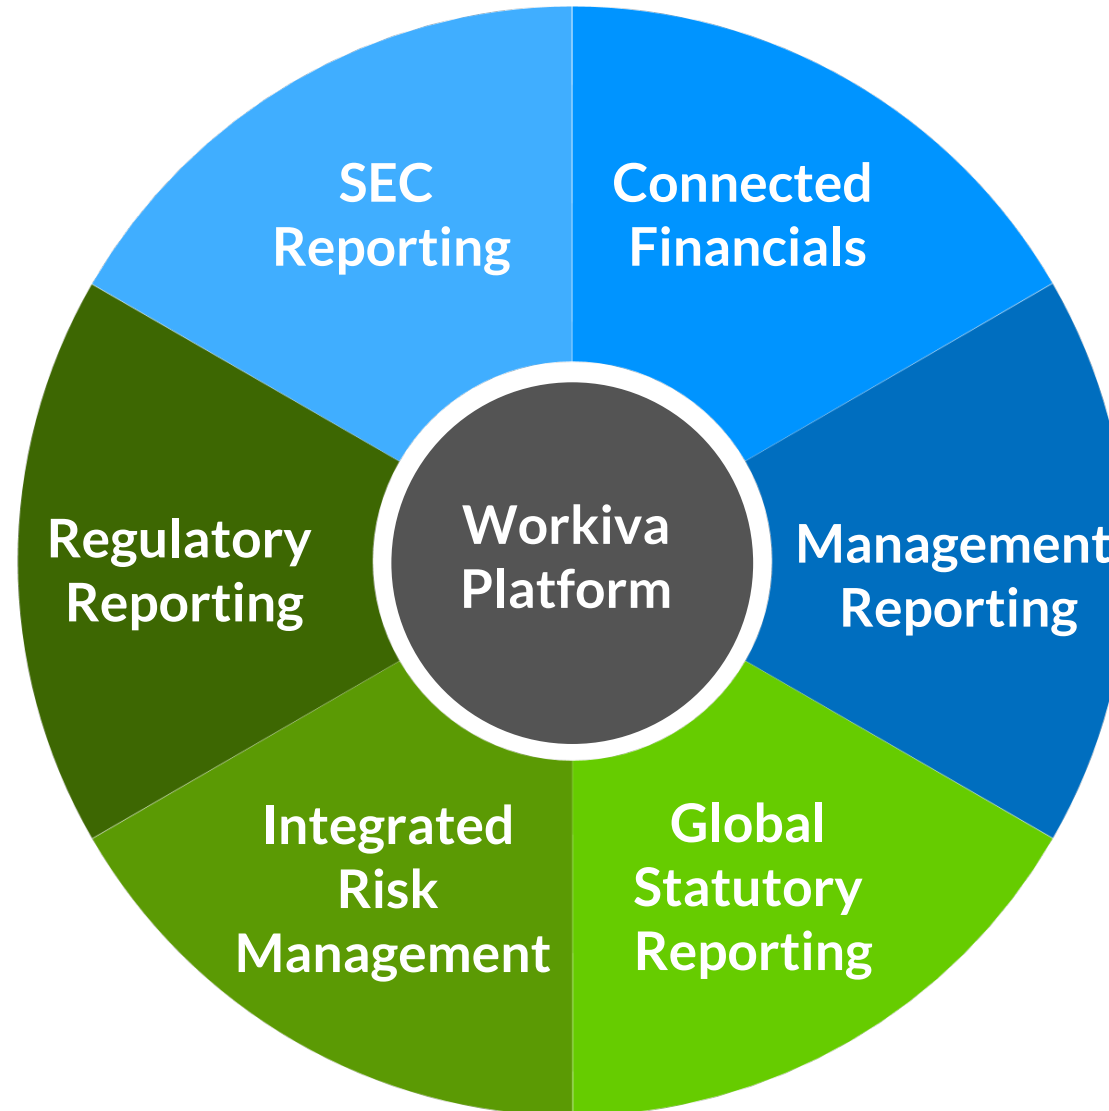 SEC
Reporting
Connected
Financials
Regulatory
Reporting
Workiva
Platform
Management
Reporting
Integrated
Risk
Management
Global
Statutory
Reporting